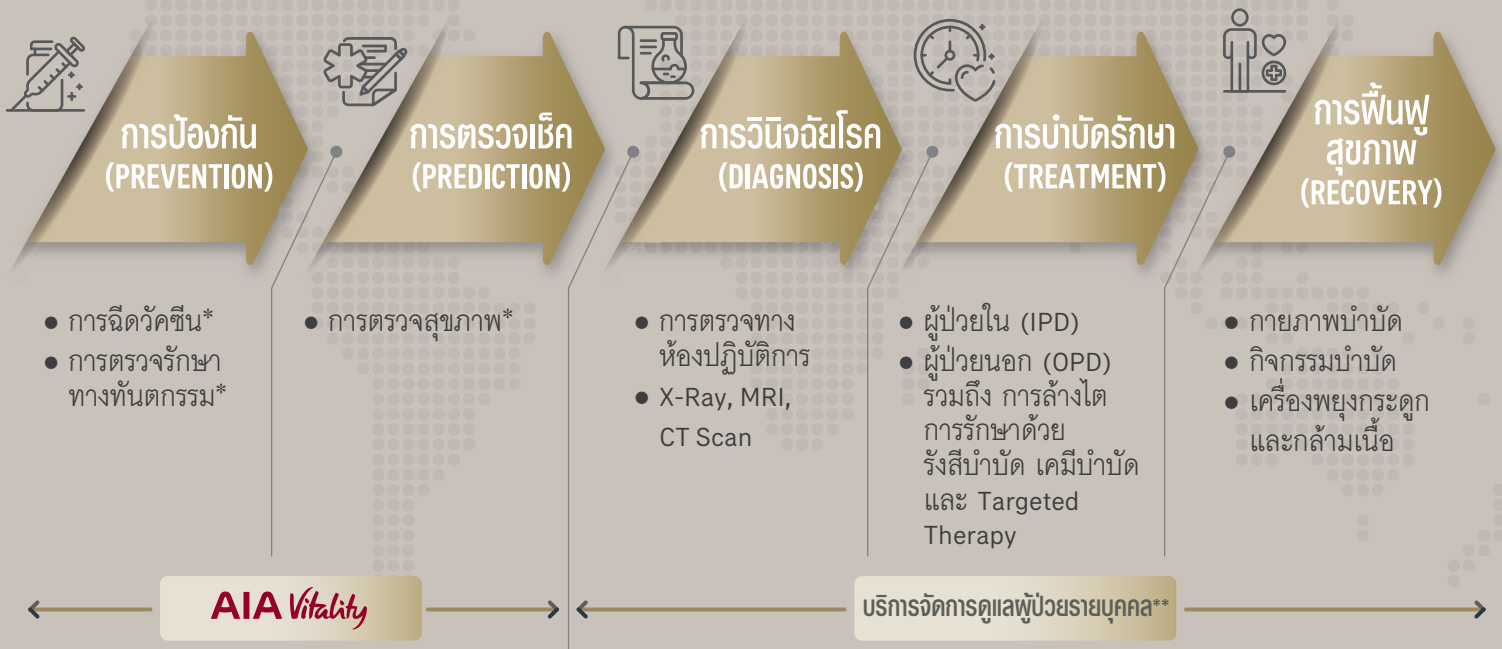 การป้องกัน
(PREVENTION)
การตรวจเช็ค
(PREDICTION)
การวินิจฉัยโรค
(DIAGNOSIS)
การบำบัดรักษา
(TREATMENT)
การฟื้นฟู
สุขภาพ
(RECOVERY)
● การฉีดวัคซีน*
● การตรวจรักษา
ทางทันตกรรม*
● การตรวจสุขภาพ*
● การตรวจทาง
ห้องปฏิบัติการ
● X-Ray, MRI,
CT Scan
● ผู้ป่วยใน (IPD)
● ผู้ป่วยนอก (OPD)
รวมถึง การล้างไต
การรักษาด้วย
รังสีบำบัด เคมีบำบัด
และ Targeted
Therapy
● กายภาพบำบัด
● กิจกรรมบำบัด
● เครื่องพยุงกระดูก
และกล้ามเนื้อ
AIA Vitality
บริการจัดการดูแลผู้ป่วยรายบุคคล**